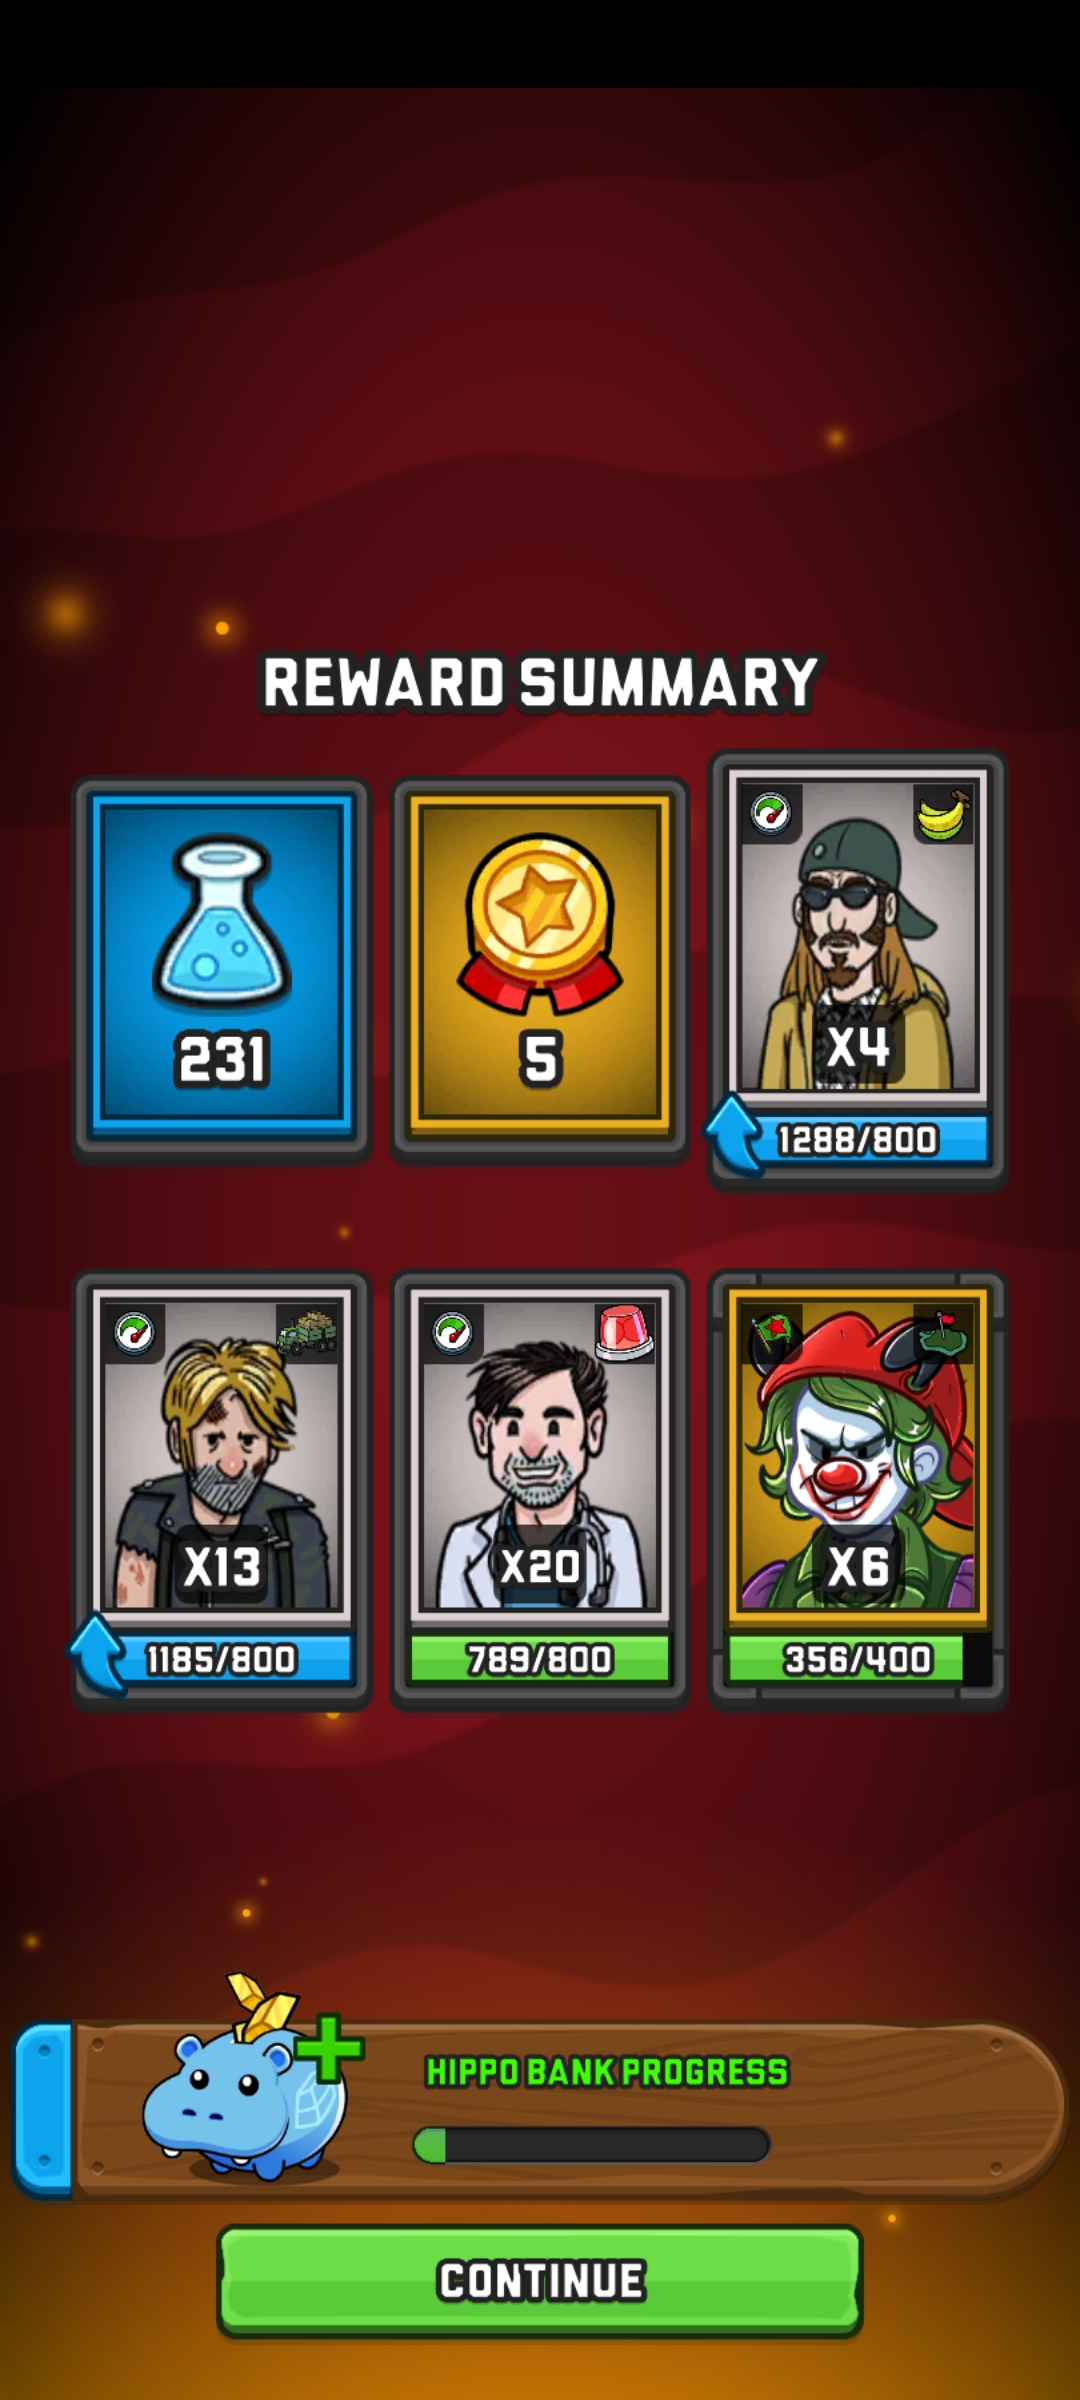 REWARD SUMMARY
231
5
X4
1288/800
X13
1185/800
X20
789/800
X6
356/400
HIPPO BANK PROGRESS
CONTINUE